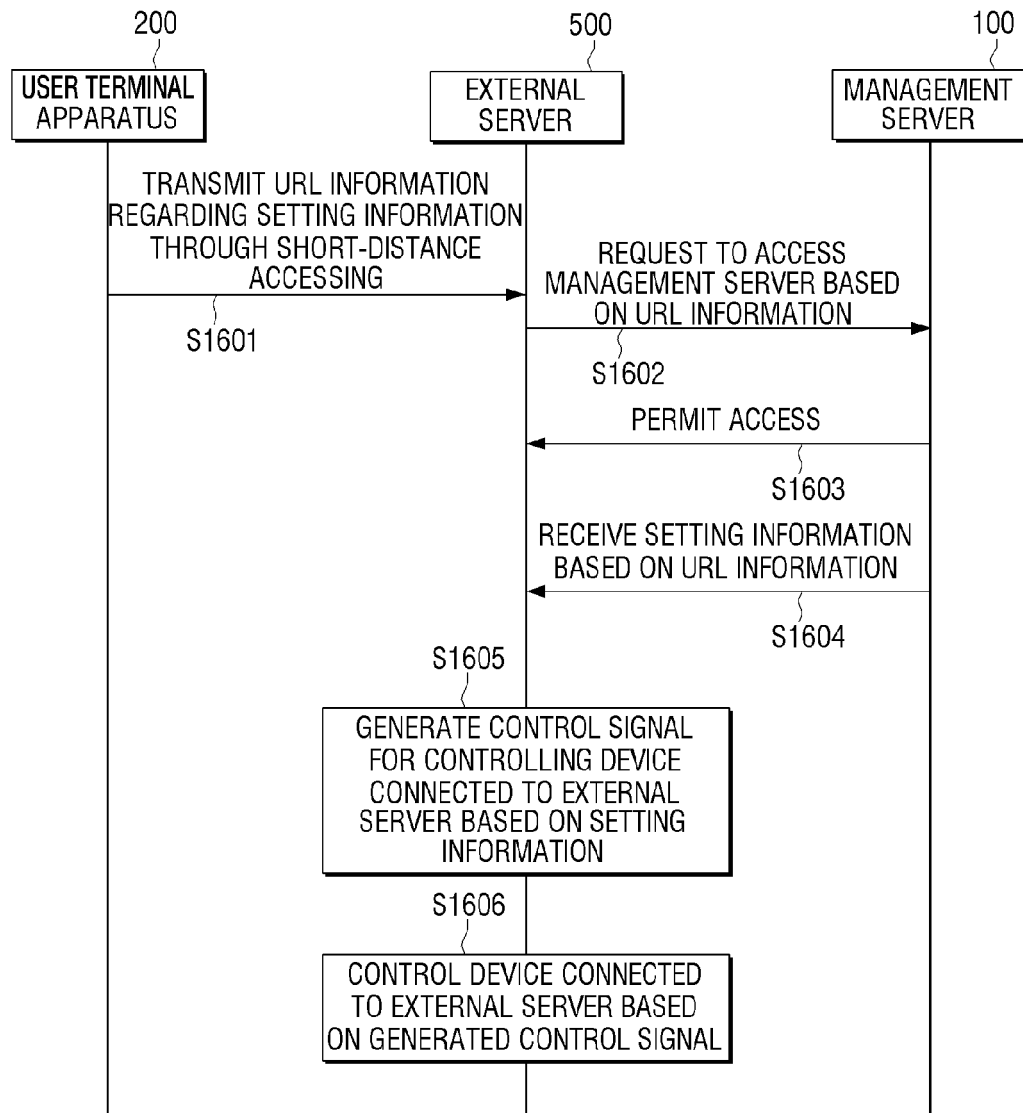 200
500
100
USER TERMINAL
APPARATUS
EXTERNAL
SERVER
MANAGEMENT
SERVER
TRANSMIT URL INFORMATION
REGARDING SETTING INFORMATION
THROUGH SHORT-DISTANCE
ACCESSING
S1601
REQUEST TO ACCESS
MANAGEMENT SERVER BASED
ON URL INFORMATION
S1602
PERMIT ACCESS
S1603
RECEIVE SETTING INFORMATION
BASED ON URL INFORMATION
S1604
S1605
GENERATE CONTROL SIGNAL
FOR CONTROLLING DEVICE
CONNECTED TO EXTERNAL
SERVER BASED ON SETTING
INFORMATION
S1606
CONTROL DEVICE CONNECTED
TO EXTERNAL SERVER BASED
ON GENERATED CONTROL SIGNAL